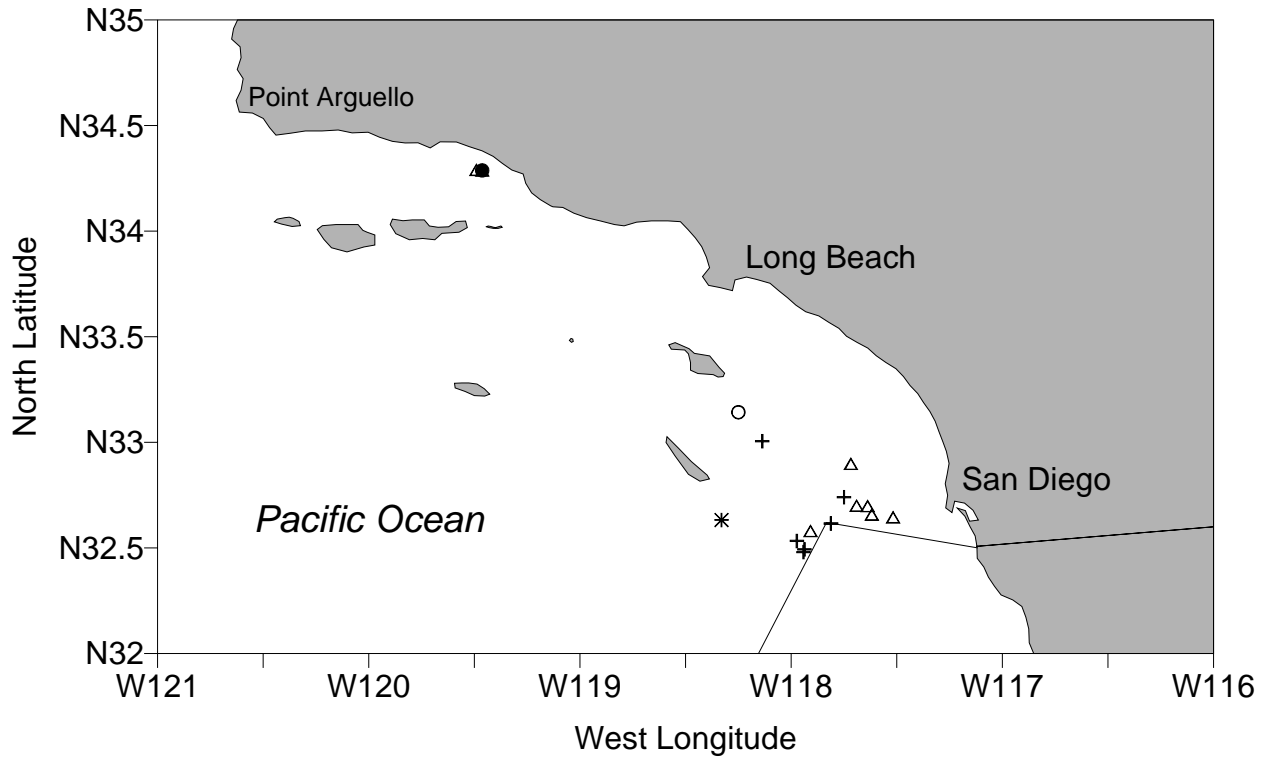 N35
Point Arguello
N34.5
N34
Long Beach
N33.5
N33
San Diego
Pacific Ocean
N32.5
N32
North Latitude
W121 W120 W119 W118 W117 W116
West Longitude